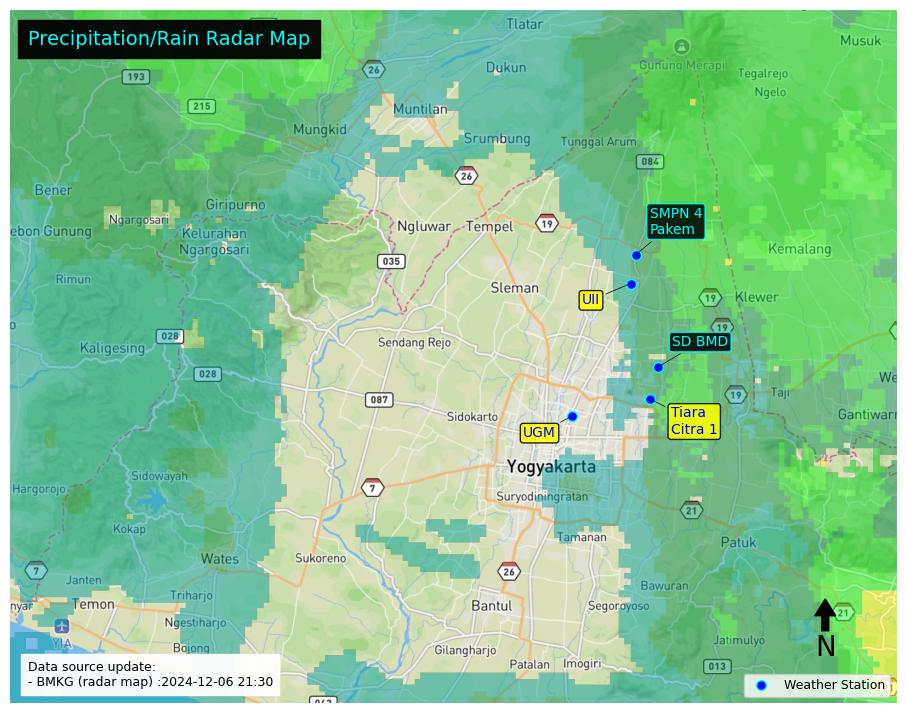 Precipitation/Rain Radar Map
Tlatar
Musuk
26
Gunung Merapi
193
Dukun
Tegalrejo
Ngelo
215
Muntilan
Mungkid
Srumbung
Tunggal Arum
084
26
Bener
Giripurno
SMPN 4
Pakem
Ngargosari
Ngluwar
Tempel
19
ebon Gunung
Kelurahan
Ngargosari
Kemalang
035
Rimun
Sleman
UII
19
Klewer
19
028
Sendang Rejo
SD BMD
Kaligesing
028
We
087
19
Taji
Sidokarto
Tiara
Citra 1
Gantiwarn
UGM
Yogyakarta
Sidowayah
Hargorojo
7
Suryodiningratan
21
Kokap
Tamanan
Patuk
Wates
Sukoreno
7
26
Janten
Bawuran
Triharjo
nyar
Temon
Bantul
Segoroyoso
21
Ngestiharjo
YIA
Jatimulyo
N
Bojong
Gilangharjo
Patalan
Imogiri
013
Data source update:
- BMKG (radar map) :2024-12-06 21:30
Weather Station